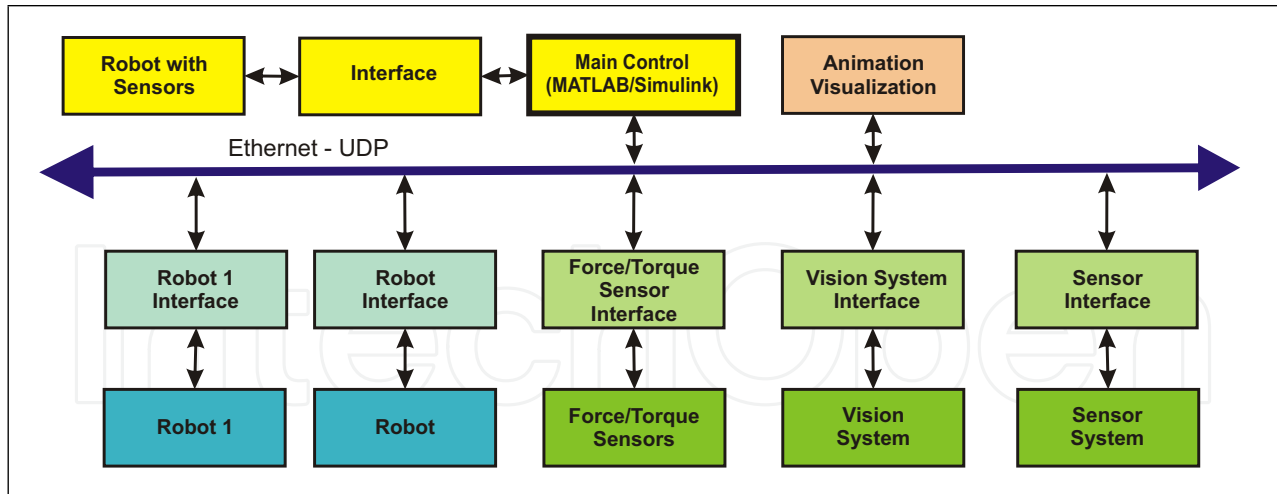 Robot with
Sensors
Interface
Main Control
(MATLAB/Simulink)
Animation
Visualization
Ethernet - UDP
Robot 1
Interface
Robot
Interface
Force/Torque
Sensor
Interface
Vision System
Interface
Sensor
Interface
IntechOpen
Robot 1
Robot
Force/Torque
Sensors
Vision
System
Sensor
System